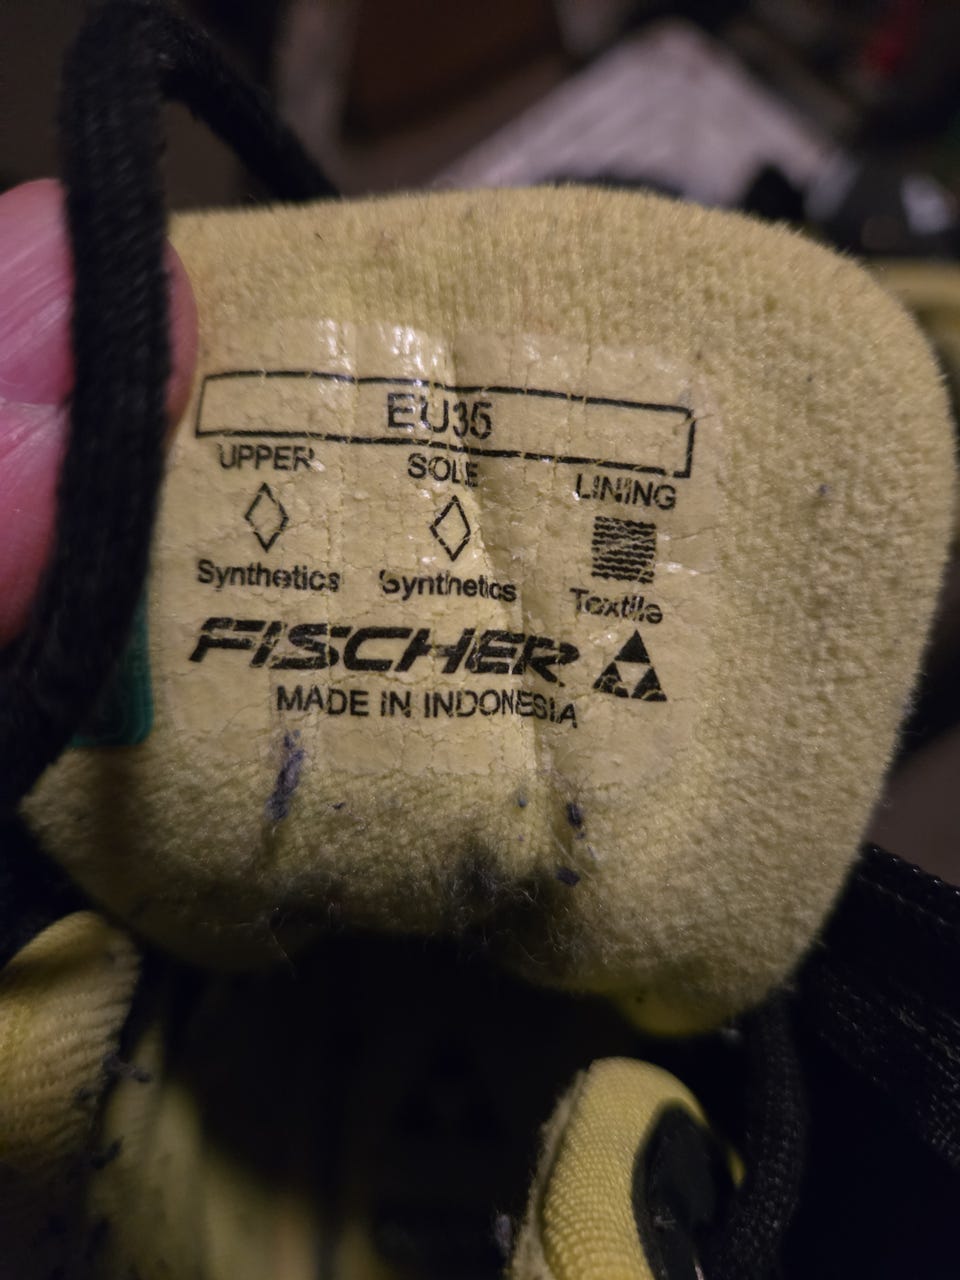 EU35
UPPER SOLE LINING
Synthetics Synthetics Textile
FISCHER
MADE IN INDONESIA